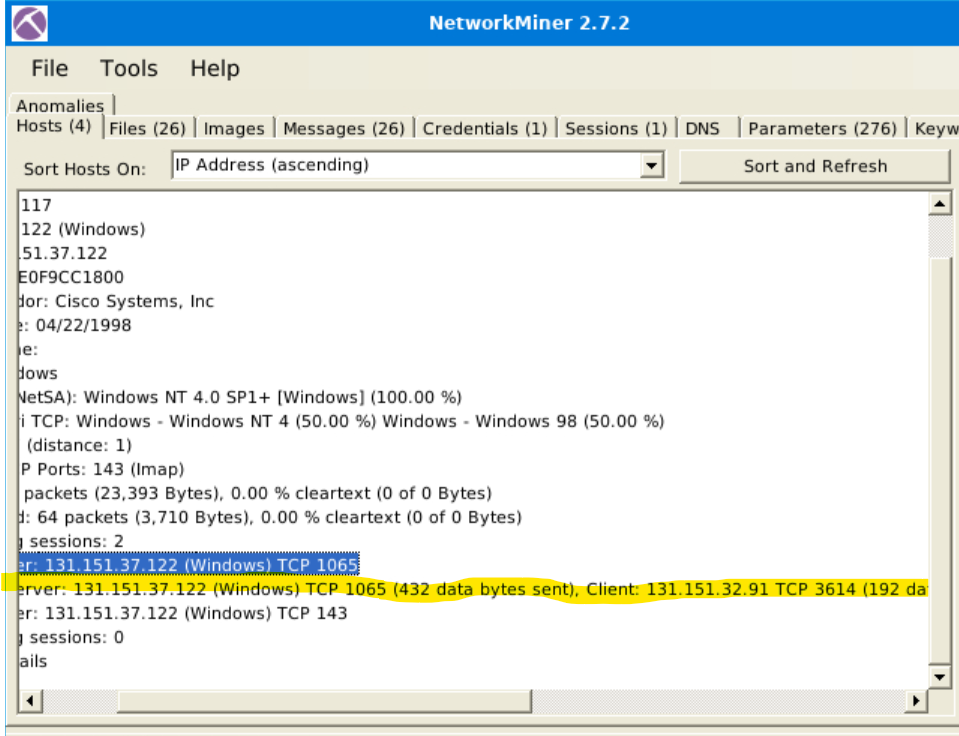 NetworkMiner 2.7.2
File Tools Help
Anomalies
Hosts (4) Files (26) Images Messages (26) Credentials (1) Sessions (1) DNS Parameters (276) Keyw
Sort Hosts On: IP Address (ascending) Sort and Refresh
117
122 (Windows)
.51.37.122
E0F9CC1800
dor: Cisco Systems, Inc
e: 04/22/1998
ne:
dows
NetSA): Windows NT 4.0 SP1+ [Windows] (100.00 %)
i TCP: Windows - Windows NT 4 (50.00 %) Windows - Windows 98 (50.00 %)
(distance: 1)
P Ports: 143 (Imap)
packets (23,393 Bytes), 0.00 % cleartext (0 of 0 Bytes)
d: 64 packets (3,710 Bytes), 0.00 % cleartext (0 of 0 Bytes)
g sessions: 2
er: 131.151.37.122 (Windows) TCP 1065
erver: 131.151.37.122 (Windows) TCP 1065 (432 data bytes sent), Client: 131.151.32.91 TCP 3614 (192 da
er: 131.151.37.122 (Windows) TCP 143
g sessions: 0
ails